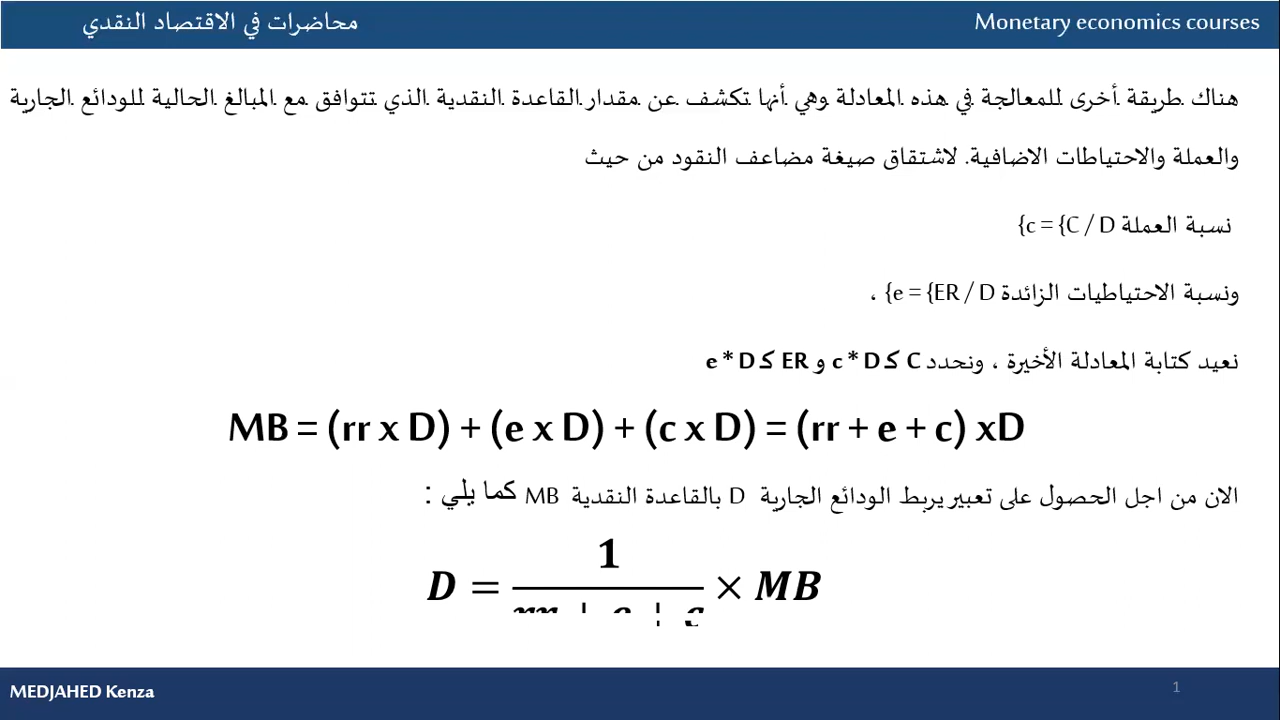 محاضرات في الاقتصاد النقدي
Monetary economics courses
هناك طريقة أخرى للمعالجة في هذه المعادلة وهي أنها تكشف عن مقدار القاعدة النقدية الذي تتوافق مع المبالغ الحالية للودائع الجارية
والعملة والاحتياطات الاضافية. لاشتقاق صيغة مضاعف النقود من حيث
نسبة العملة {c = {C / D
ونسبة الاحتياطيات الزائدة {e = {ER / D ،
نعيد كتابة المعادلة الأخيرة ، ونحدد C كـ c * D و ER كـ e * D
MB = (rr x D) + (e x D) + (c x D) = (rr + e + c) xD
الان من اجل الحصول على تعبير يربط الودائع الجارية D بالقاعدة النقدية MB كما يلي :
D = 1 / × MB
MEDJAHED Kenza
1